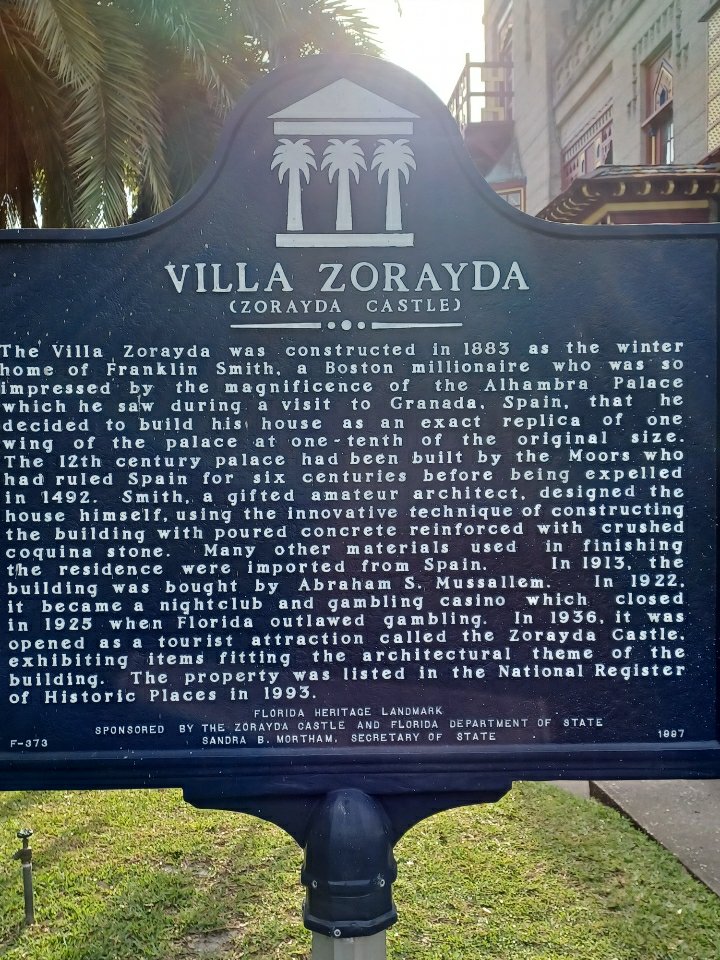 VILLA ZORAYDA
(ZORAYDA CASTLE)
The Villa Zorayda was constructed in 1883 as the winter
home of Franklin Smith, a Boston millionaire who was so
impressed by the magnificence of the Alhambra Palace
which he saw during a visit to Granada, Spain, that he
decided to build his house as an exact replica of one
wing of the palace at one-tenth of the original size.
The 12th century palace had been built by the Moors who
had ruled Spain for six centuries before being expelled
in 1492. Smith, a gifted amateur architect, designed the
house himself, using the innovative technique of constructing
the building with poured concrete reinforced with crushed
coquina stone. Many other materials used in finishing
the residence were imported from Spain. In 1913, the
building was bought by Abraham S. Mussallem. In 1922,
it became a nightclub and gambling casino which closed
in 1925 when Florida outlawed gambling. In 1936, it was
opened as a tourist attraction called the Zorayda Castle,
exhibiting items fitting the architectural theme of the
building. The property was listed in the National Register
of Historic Places in 1993.
FLORIDA HERITAGE LANDMARK
SPONSORED BY THE ZORAYDA CASTLE AND FLORIDA DEPARTMENT OF STATE
F-373 SANDRA B. MORTHAM, SECRETARY OF STATE 1997